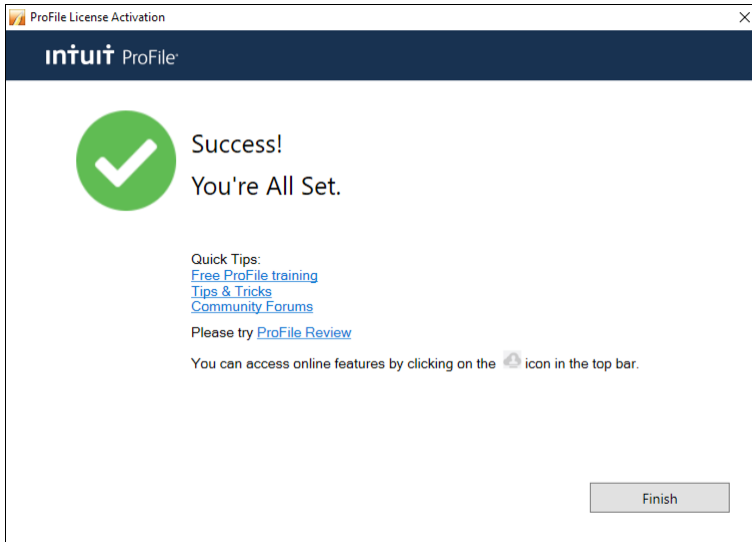 ProFile License Activation
intuit ProFile
Success!
You're All Set.
Quick Tips:
Free ProFile training
Tips & Tricks
Community Forums
Please try ProFile Review
You can access online features by clicking on the icon in the top bar.
Finish